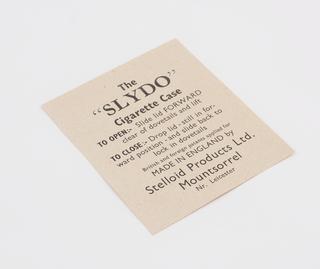 The
"SLYDO"
Cigarette Case
TO OPEN:- Slide lid FORWARD
clear of dovetails and lift
TO CLOSE:- Drop lid - still in for-
ward position - and slide back to
lock in dovetails
British and foreign patents applied for
MADE IN ENGLAND by
Stelloid Products Ltd.
Mountsorrel
Nr. Leicester